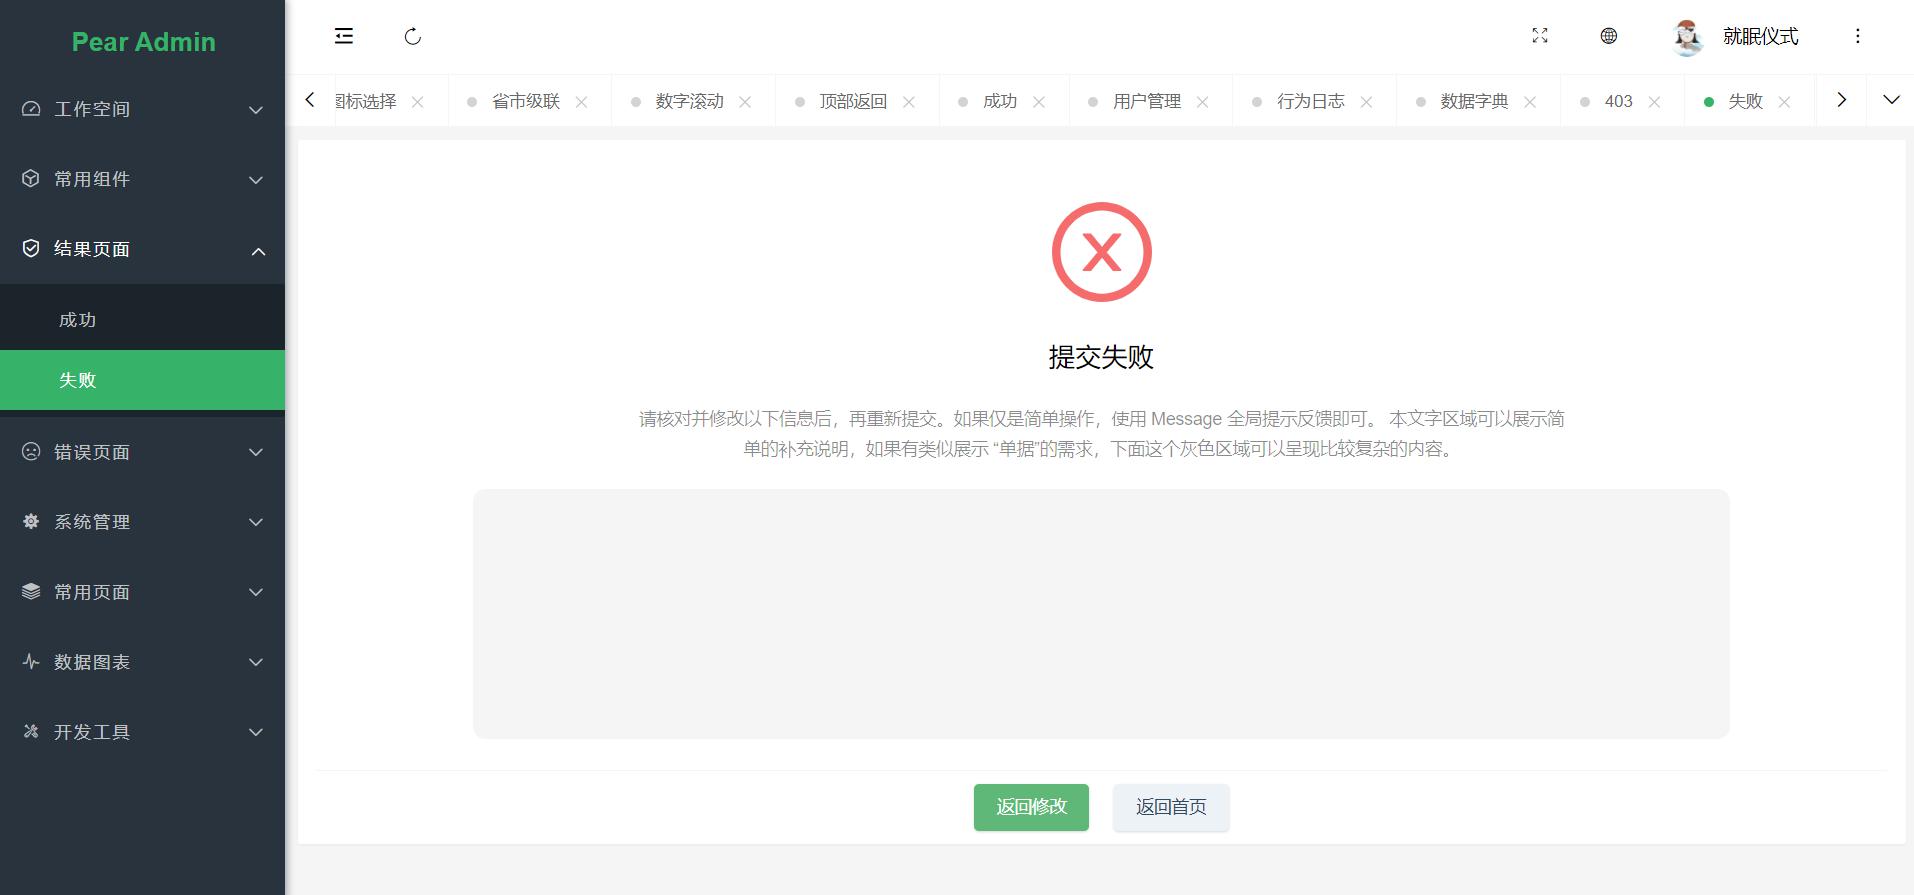 Pear Admin
工作空间
常用组件
结果页面
成功
失败
错误页面
系统管理
常用页面
数据图表
开发工具
就眠仪式
图标选择
省市级联
数字滚动
顶部返回
成功
用户管理
行为日志
数据字典
403
失败
X
提交失败
请核对并修改以下信息后，再重新提交。如果仅是简单操作，使用 Message 全局提示反馈即可。 本文字区域可以展示简
单的补充说明，如果有类似展示 “单据”的需求，下面这个灰色区域可以呈现比较复杂的内容。
返回修改
返回首页